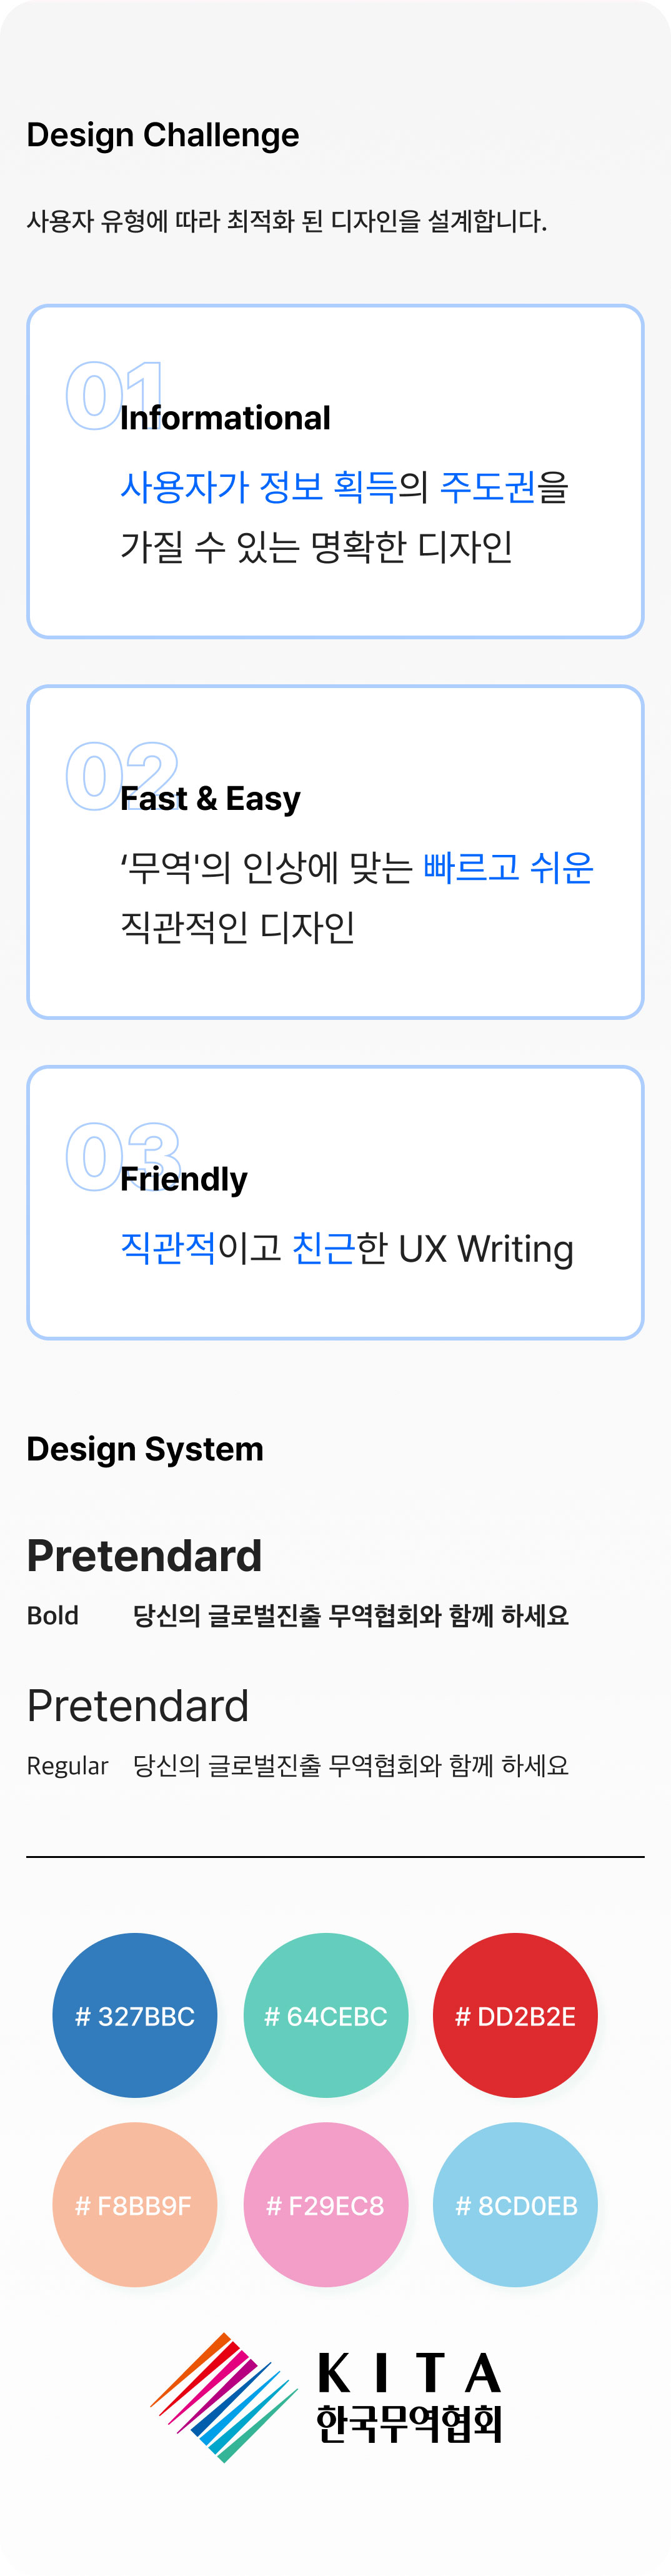 Design Challenge
사용자 유형에 따라 최적화 된 디자인을 설계합니다.
01
Informational
사용자가 정보 획득의 주도권을
가질 수 있는 명확한 디자인
02
Fast & Easy
‘무역'의 인상에 맞는 빠르고 쉬운
직관적인 디자인
03
Friendly
직관적이고 친근한 UX Writing
Design System
Pretendard
Bold 당신의 글로벌진출 무역협회와 함께 하세요
Pretendard
Regular 당신의 글로벌진출 무역협회와 함께 하세요
# 327BBC # 64CEBC # DD2B2E
# F8BB9F # F29EC8 # 8CD0EB
KITA
한국무역협회